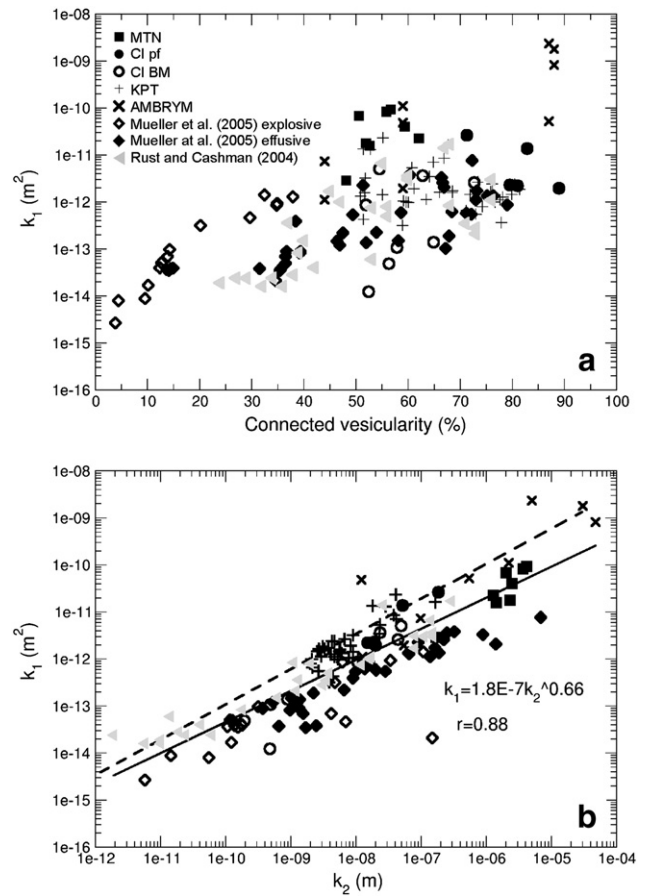 1e-08
1e-09
1e-10
1e-11
1e-12
1e-13
1e-14
1e-15
1e-16
k1 (m²)
MTN
CI pf
CI BM
KPT
AMBRYM
Mueller et al. (2005) explosive
Mueller at al. (2005) effusive
Rust and Cashman (2004)
a
0 10 20 30 40 50 60 70 80 90 100
Connected vesicularity (%)
1e-08
1e-09
1e-10
1e-11
1e-12
1e-13
1e-14
1e-15
1e-16
k1 (m²)
k1=1.8E-7k2^0.66
r=0.88
b
1e-12 1e-11 1e-10 1e-09 1e-08 1e-07 1e-06 1e-05 1e-04
k2 (m)